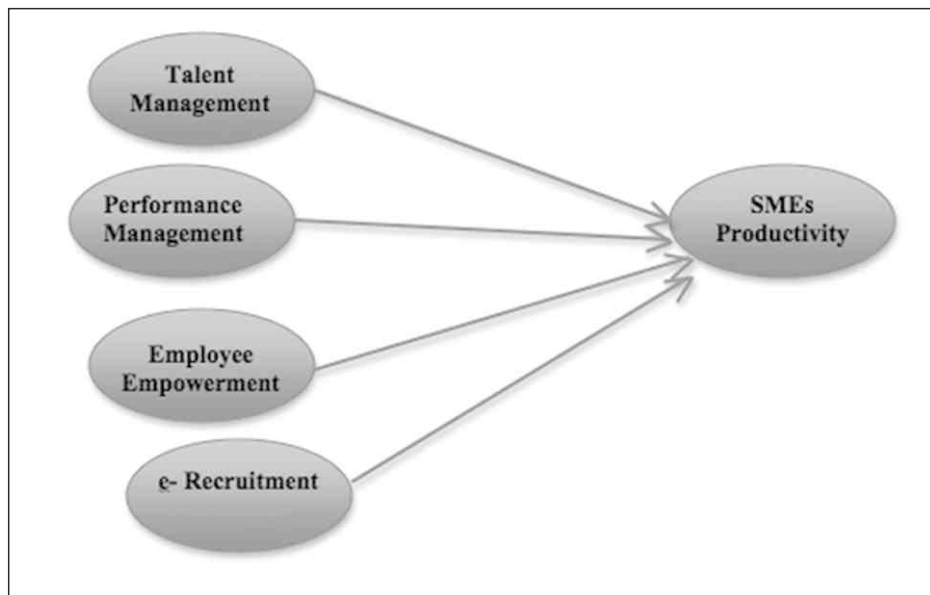 Talent
Management
Performance
Management
Employee
Empowerment
e- Recruitment
SMEs
Productivity